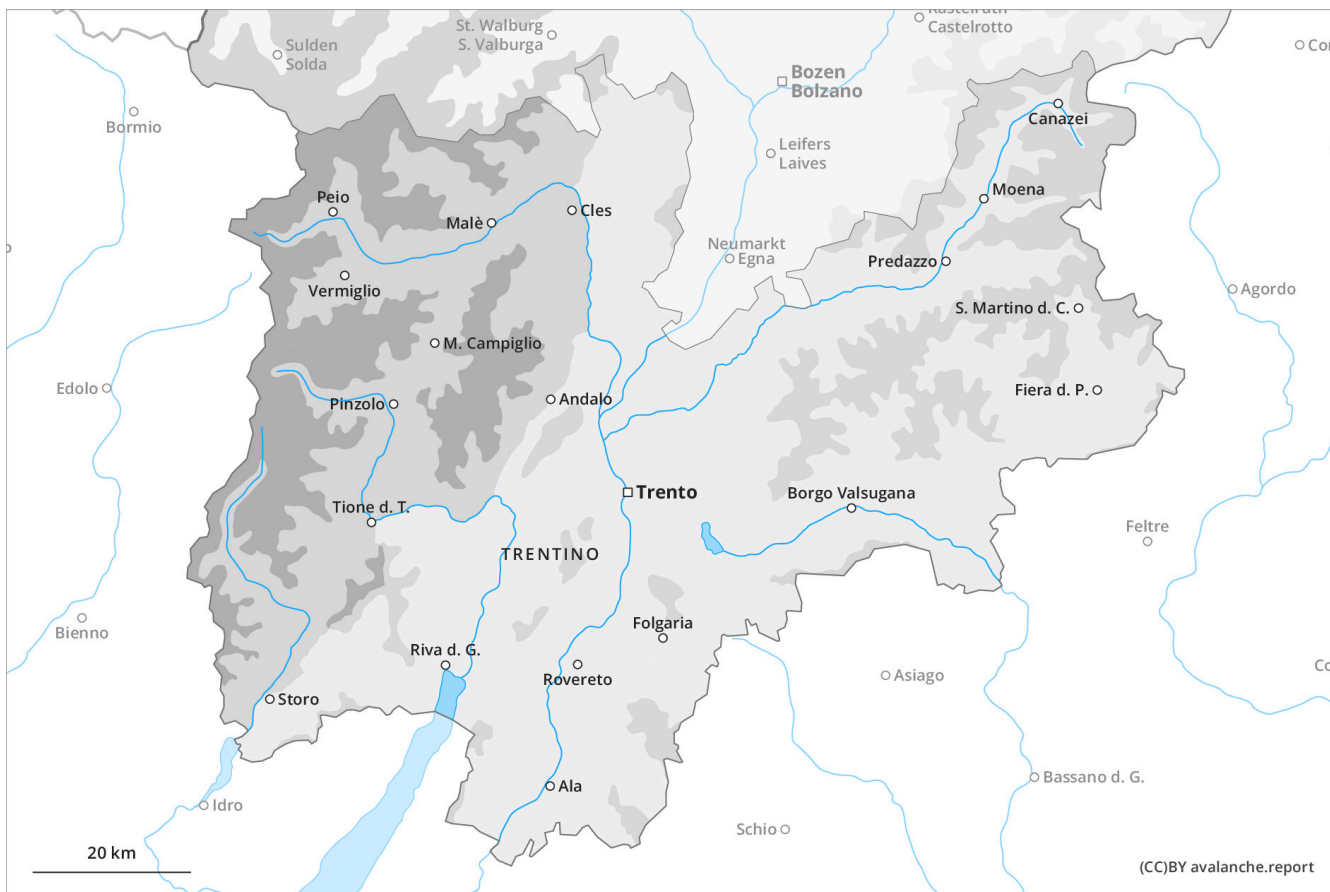 St. Walburg
S. Valburga
Kastelruth
Castelrotto
Sulden
Solda
Bozen
Bolzano
Bormio
Canazei
Leifers
Laives
Peio
Moena
Cles
Malè
Neumarkt
Egna
Predazzo
Vermiglio
Agordo
S. Martino d. C.
M. Campiglio
Edolo
Fiera d. P.
Andalo
Pinzolo
Trento
Borgo Valsugana
Tione d. T.
Feltre
TRENTINO
Bienno
Folgaria
Riva d. G.
Rovereto
Asiago
Storo
Bassano d. G.
Ala
Idro
Schio
20 km
(CC)BY avalanche.report